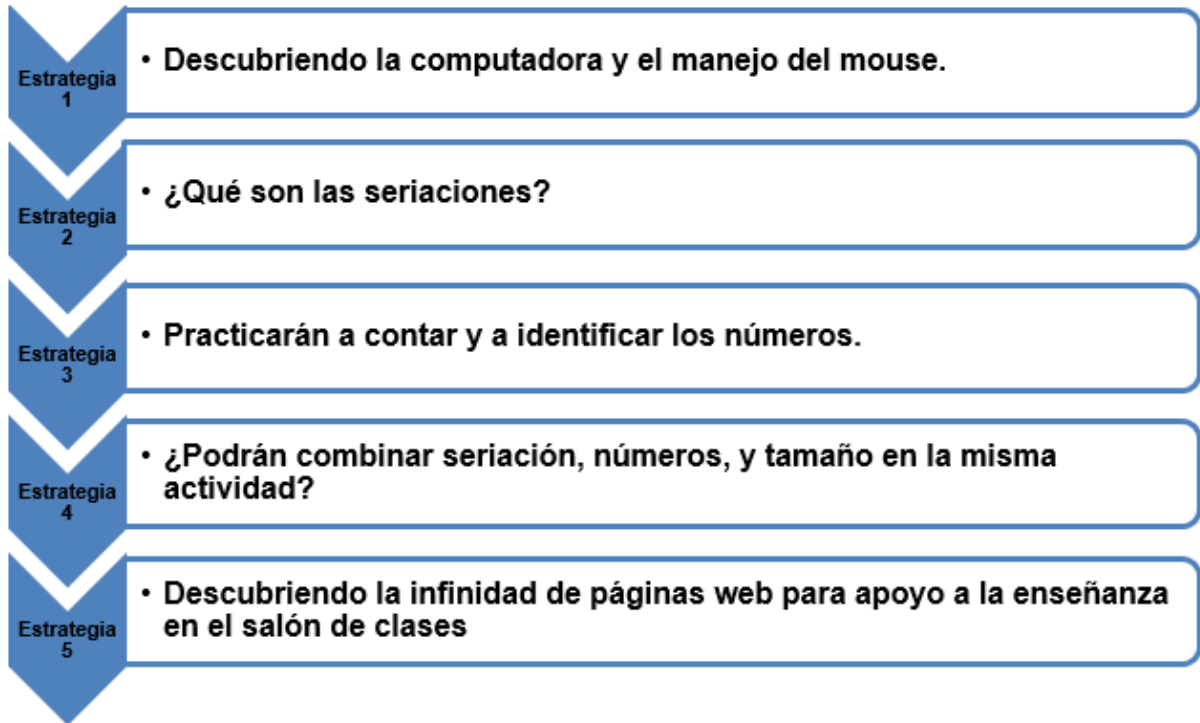 Estrategia
1
• Descubriendo la computadora y el manejo del mouse.
Estrategia
2
• ¿Qué son las seriaciones?
Estrategia
3
• Practicarán a contar y a identificar los números.
Estrategia
4
• ¿Podrán combinar seriación, números, y tamaño en la misma
actividad?
Estrategia
5
• Descubriendo la infinidad de páginas web para apoyo a la enseñanza
en el salón de clases